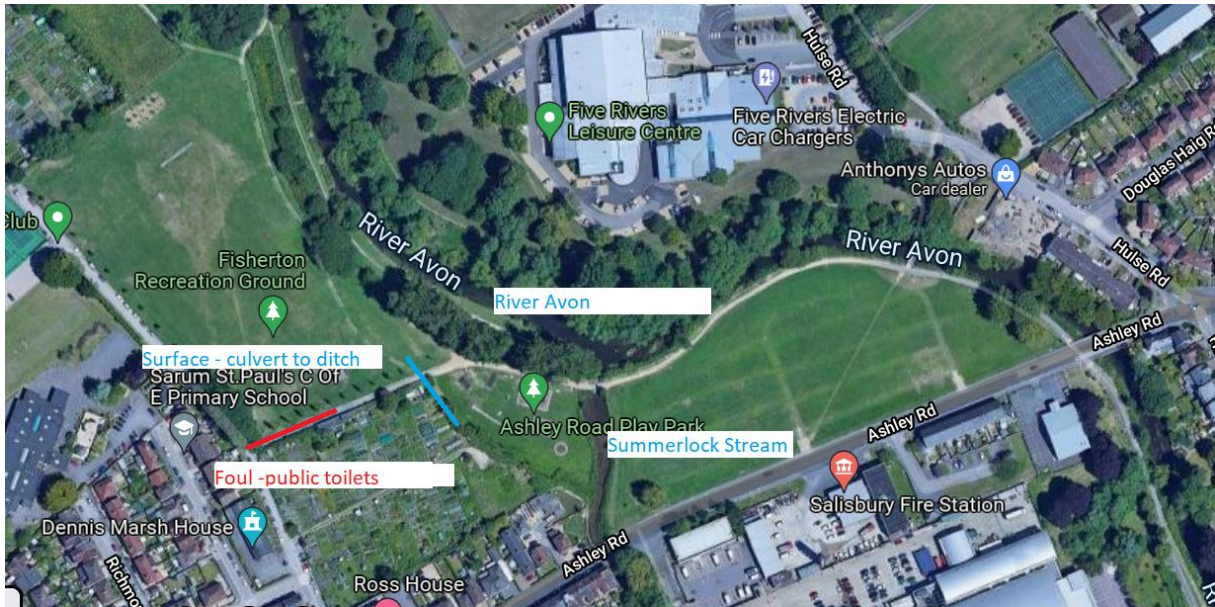 Five Rivers
Leisure Centre
Hulse Rd
Five Rivers Electric
Car Chargers
Anthonys Autos
Car dealer
Douglas Haig Rd
Club
River Avon
River Avon
Hulse Rd
Fisherton
Recreation Ground
River Avon
Surface - culvert to ditch
Ashley Rd
Sarum St.Paul's C Of
E Primary School
Ashley Road Play Park
Ashley Rd
Summerlock Stream
Foul -public toilets
Salisbury Fire Station
Dennis Marsh House
Ashley Rd
Richmo
Ross House